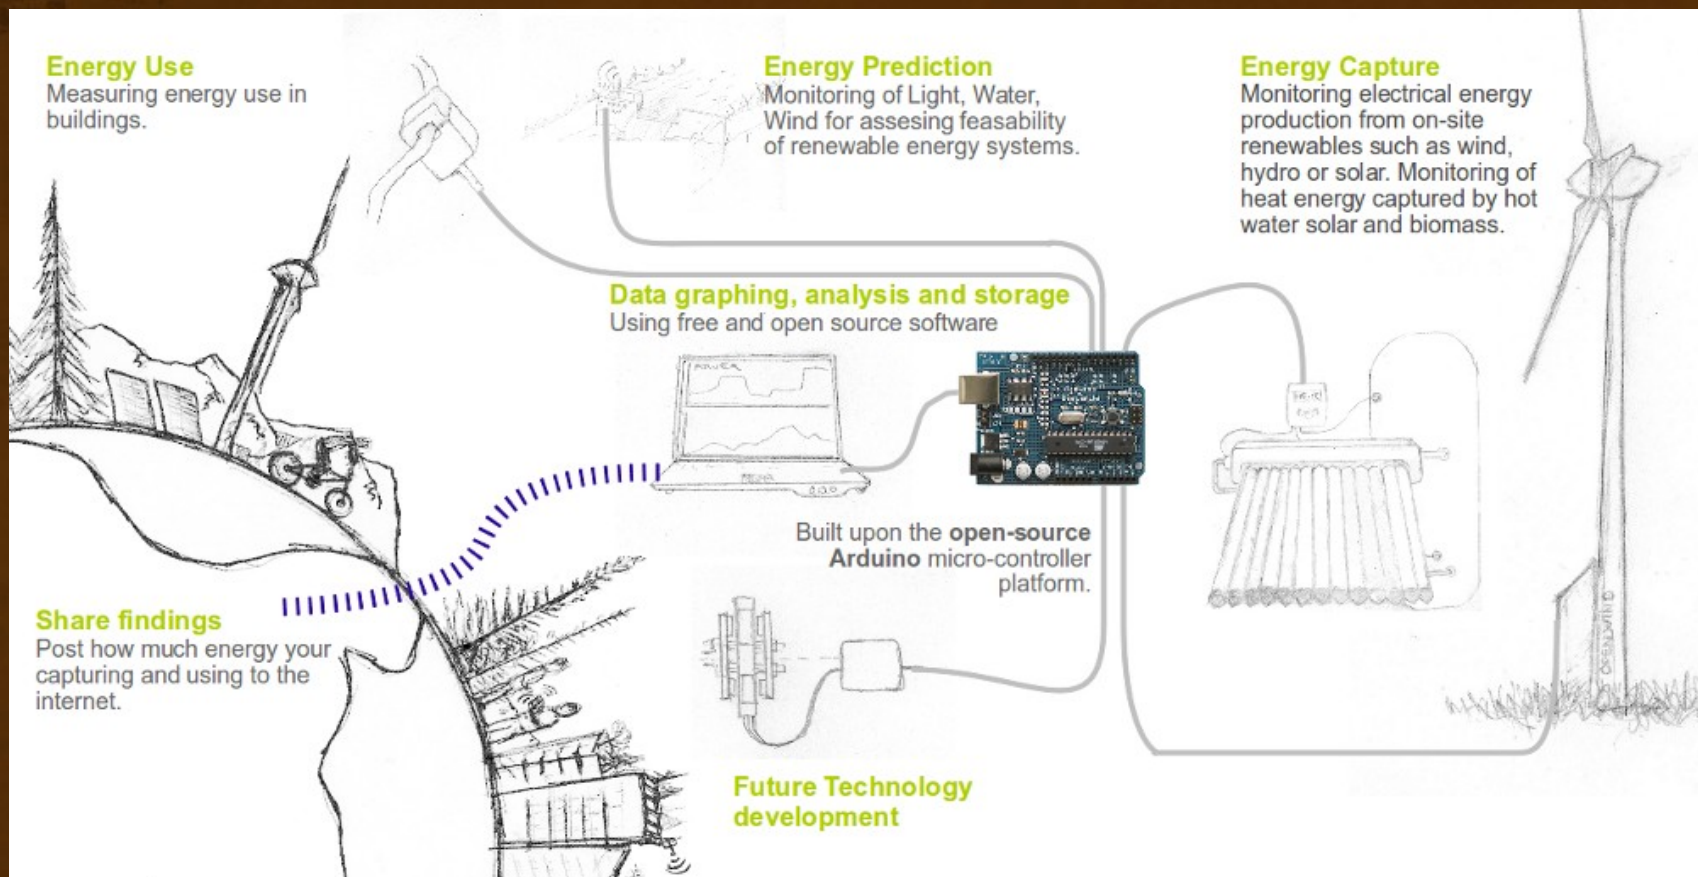 Energy Use
Measuring energy use in
buildings.
Energy Prediction
Monitoring of Light, Water,
Wind for assesing feasability
of renewable energy systems.
Energy Capture
Monitoring electrical energy
production from on-site
renewables such as wind,
hydro or solar. Monitoring of
heat energy captured by hot
water solar and biomass.
Data graphing, analysis and storage
Using free and open source software
POWER
Built upon the open-source
Arduino micro-controller
platform.
Share findings
Post how much energy your
capturing and using to the
internet.
Future Technology
development